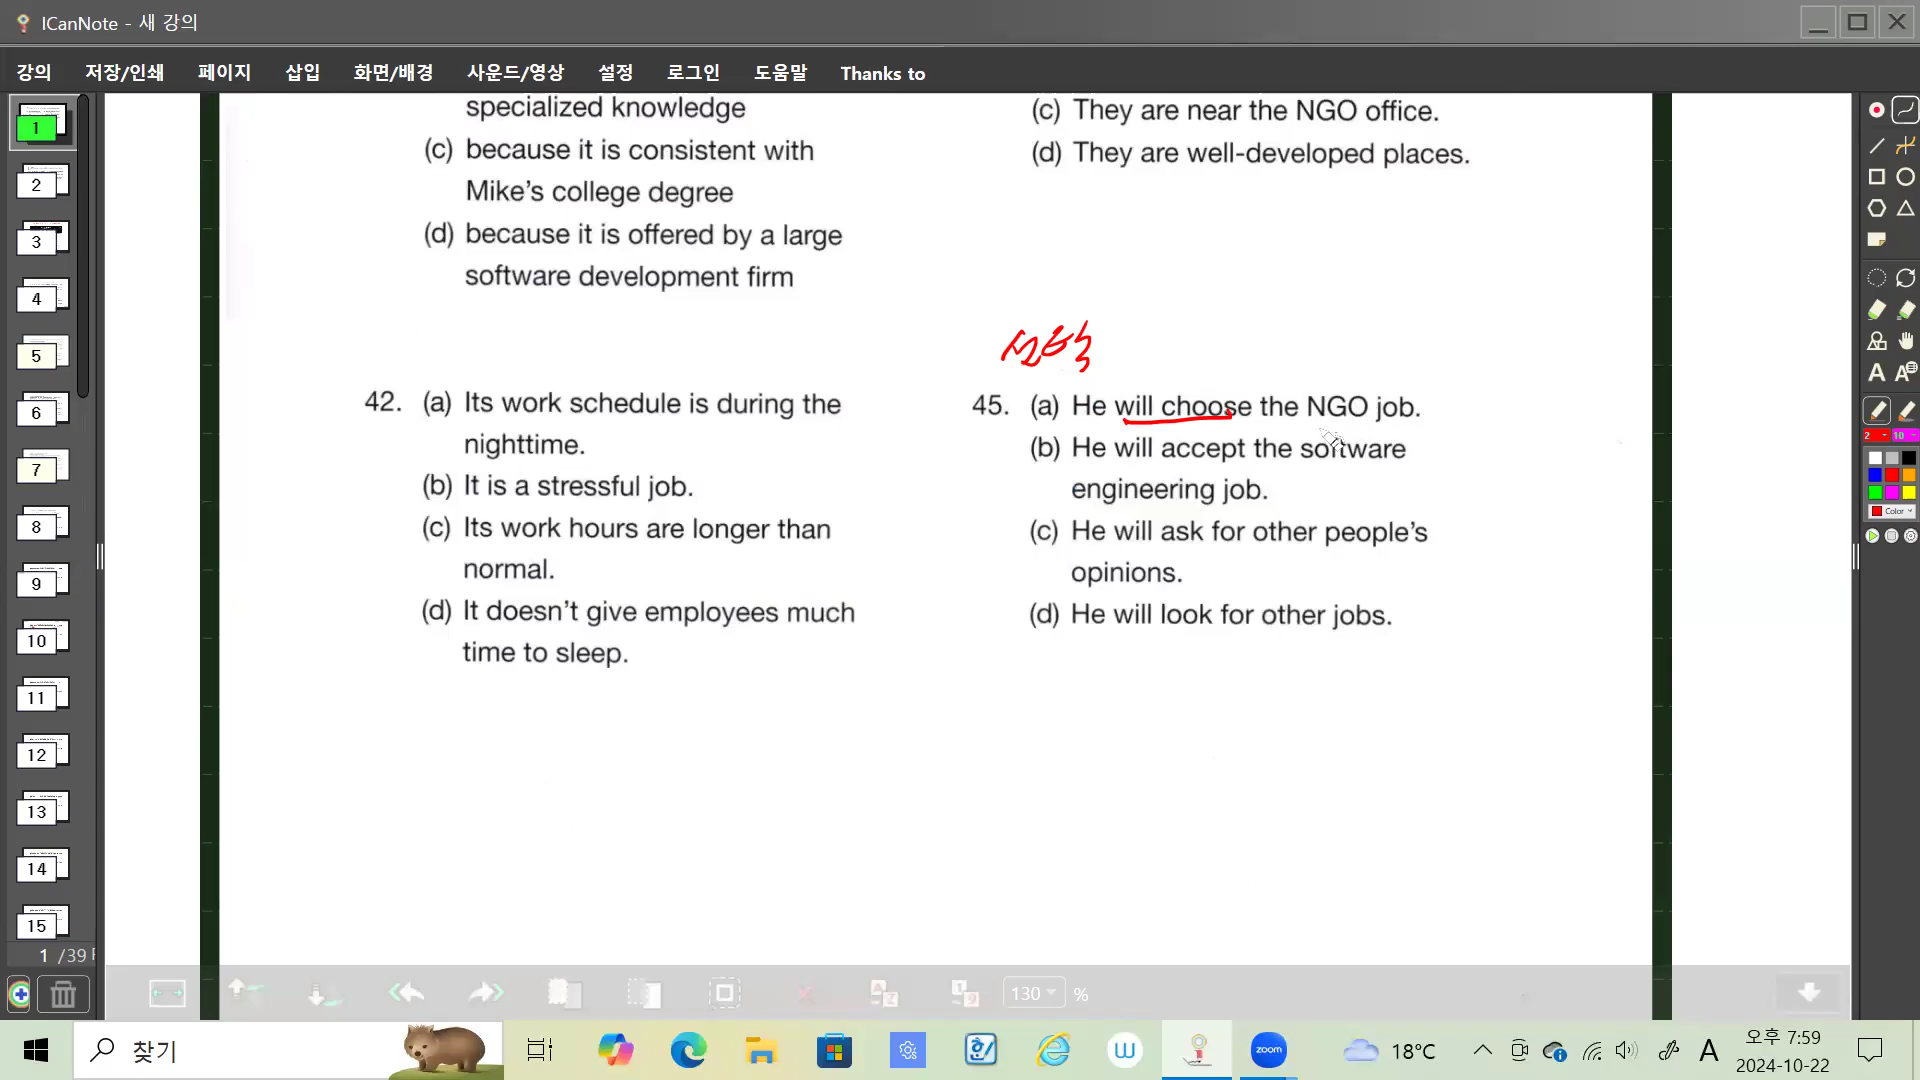 ICanNote - 새 강의
강의 저장/인쇄 페이지 삽입 화면/배경 사운드/영상 설정 로그인 도움말 Thanks to
1
2
3
4
5
6
7
8
9
10
11
12
13
14
15
1 /39
specialized knowledge
(c) because it is consistent with
Mike's college degree
(d) because it is offered by a large
software development firm
42. (a) Its work schedule is during the
nighttime.
(b) It is a stressful job.
(c) Its work hours are longer than
normal.
(d) It doesn't give employees much
time to sleep.
(c) They are near the NGO office.
(d) They are well-developed places.
선택
45. (a) He will choose the NGO job.
(b) He will accept the software
engineering job.
(c) He will ask for other people's
opinions.
(d) He will look for other jobs.
A A
2 10
Color
130 %
찾기
zoom
18°C
A
오후 7:59
2024-10-22